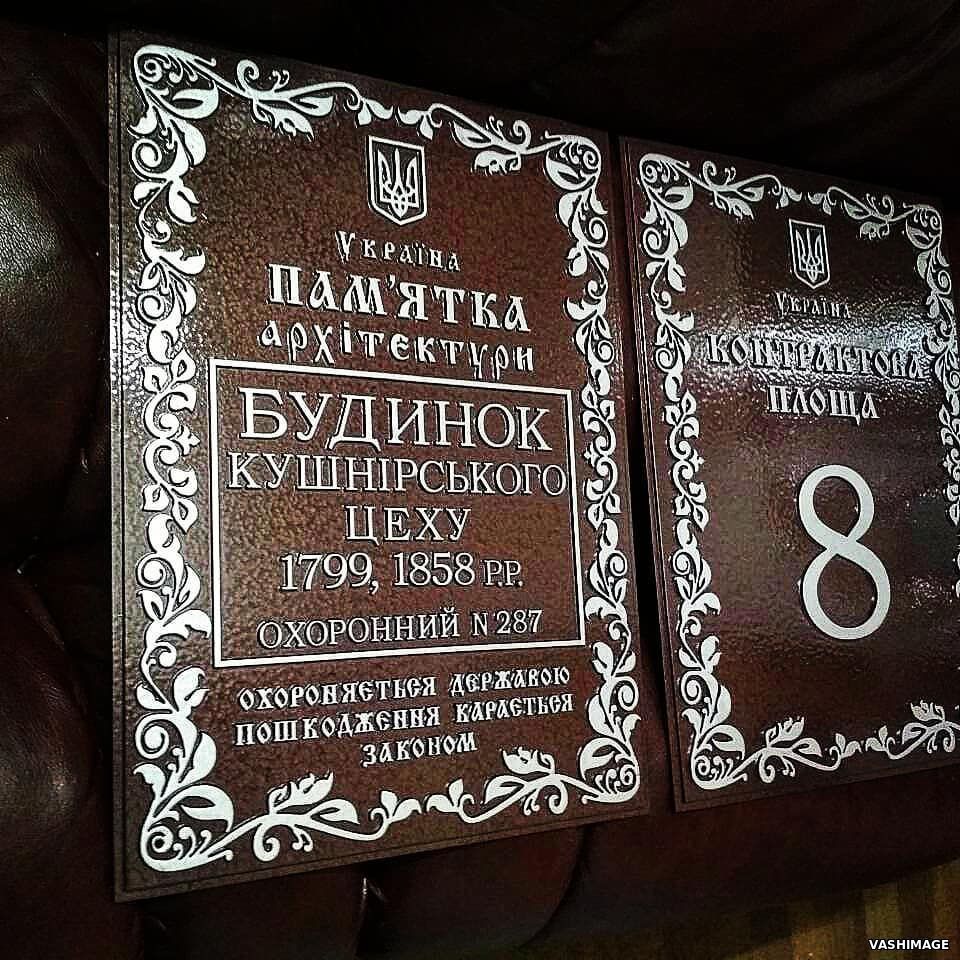 Україна
ПАМ'ЯТКА
архітектури
БУДИНОК
КУШНІРСЬКОГО
ЦЕХУ
1799, 1858 Р.Р.
ОХОРОННИЙ N 287
ОХОРОНЯЄТЬСЯ ДЕРЖАВОЮ
ПОШКОДЖЕННЯ КАРАЄТЬСЯ
ЗАКОНОМ
Україна
КОНТРАКТОВА
ПЛОЩА
8
VASHIMAGE